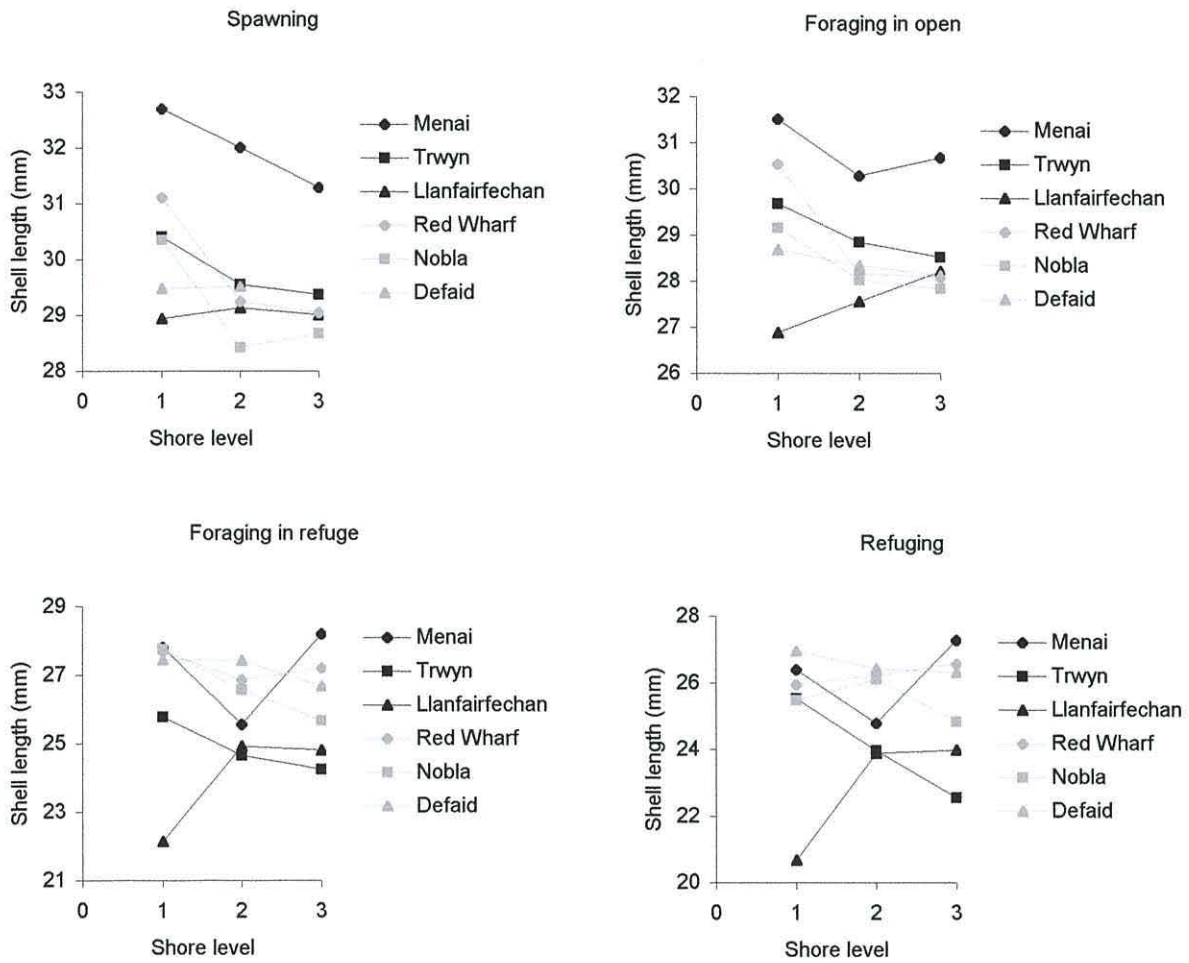 Spawning
Shell length (mm)
33
32
31
30
29
28
0 1 2 3
Shore level
Menai
Trwyn
Llanfairfechan
Red Wharf
Nobla
Defaid
Foraging in open
Shell length (mm)
32
31
30
29
28
27
26
0 1 2 3
Shore level
Menai
Trwyn
Llanfairfechan
Red Wharf
Nobla
Defaid
Foraging in refuge
Shell length (mm)
29
27
25
23
21
0 1 2 3
Shore level
Menai
Trwyn
Llanfairfechan
Red Wharf
Nobla
Defaid
Refuging
Shell length (mm)
28
26
24
22
20
0 1 2 3
Shore level
Menai
Trwyn
Llanfairfechan
Red Wharf
Nobla
Defaid